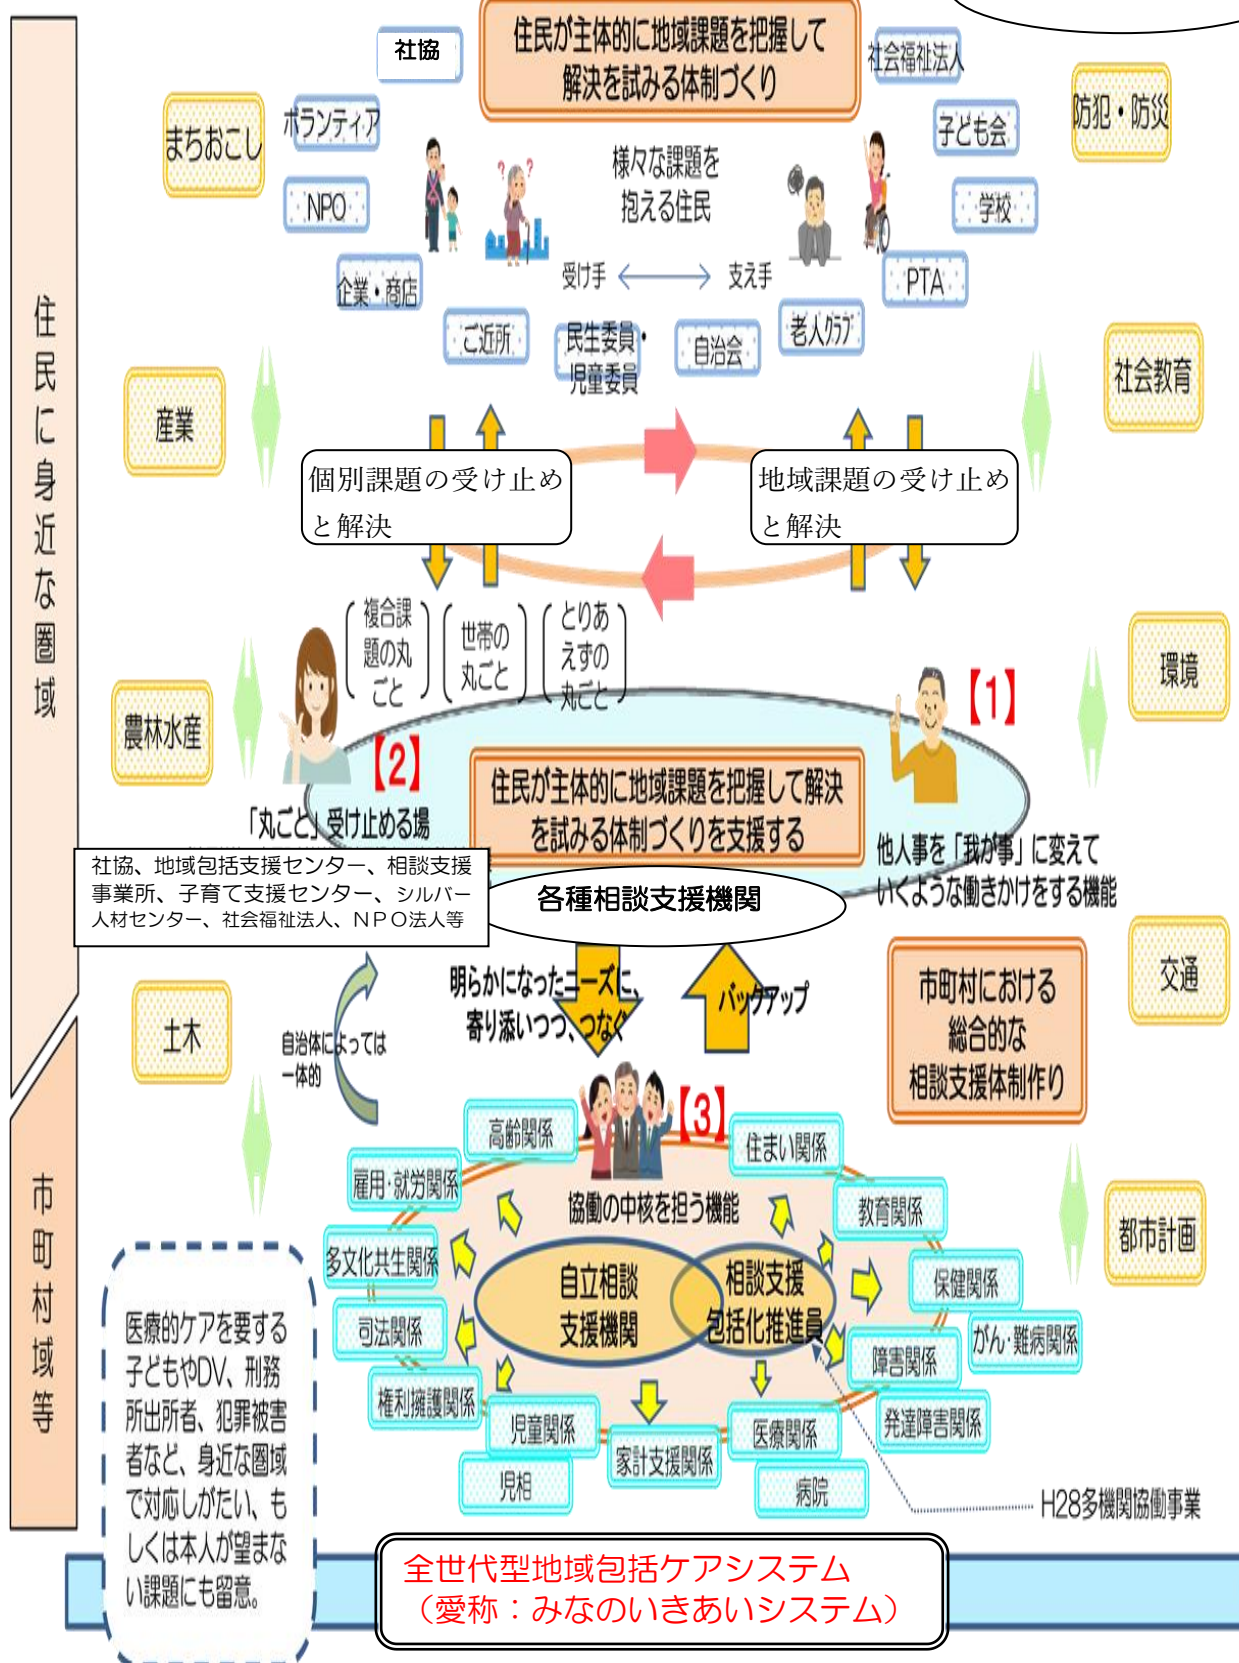 住民が主体的に地域課題を把握して
解決を試みる体制づくり
社協
社会福祉法人
まちおこし
ボランティア
子ども会
防犯・防災
NPO
様々な課題を
抱える住民
学校
企業・商店
受け手
支え手
PTA
ご近所
民生委員・
児童委員
自治会
老人クラブ
住民に身近な圏域
産業
社会教育
個別課題の受け止め
と解決
地域課題の受け止め
と解決
複合課
題の丸
ごと
世帯の
丸ごと
とりあ
えずの
丸ごと
【1】
環境
農林水産
【2】
住民が主体的に地域課題を把握して解決
を試みる体制づくりを支援する
「丸ごと」受け止める場
他人事を「我が事」に変えて
いくような働きかけをする機能
社協、地域包括支援センター、相談支援
事業所、子育て支援センター、シルバー
人材センター、社会福祉法人、NPO法人等
各種相談支援機関
交通
土木
自治体によっては
一体的
明らかになったニーズに、
寄り添いつつ、つなぐ
バックアップ
市町村における
総合的な
相談支援体制作り
市町村域等
【3】
高齢関係
住まい関係
雇用・就労関係
協働の中核を担う機能
教育関係
都市計画
多文化共生関係
自立相談
支援機関
相談支援
包括化推進員
保健関係
司法関係
障害関係
がん・難病関係
権利擁護関係
児童関係
家計支援関係
医療関係
発達障害関係
児相
病院
H28多機関協働事業
医療的ケアを要する
子どもやDV、刑務
所出所者、犯罪被害
者など、身近な圏域
で対応しがたい、も
しくは本人が望まな
い課題にも留意。
全世代型地域包括ケアシステム
（愛称：みなのいきあいシステム）
？ ？